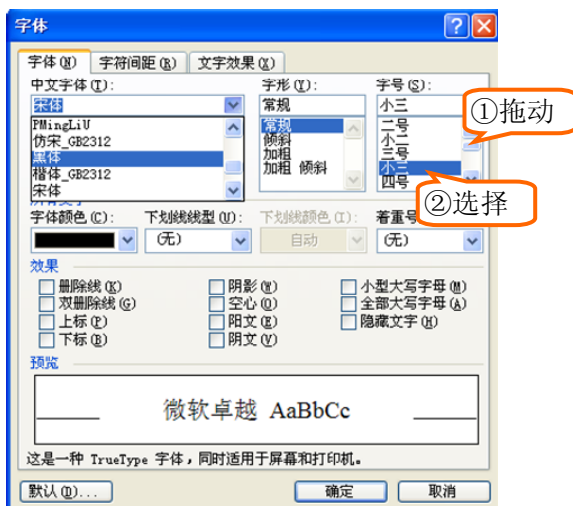 字体
字体(N) 字符间距(R) 文字效果(X)
中文字体(T): 字形(Y): 字号(S):
宋体 常规 小三
PMingLiU
仿宋_GB2312
黑体
楷体_GB2312
宋体
常规
倾斜
加粗
加粗 倾斜
二号
小二
三号
小三
四号
①拖动
②选择
字体颜色(C): 下划线线型(U): 下划线颜色(I): 着重号
(无) 自动 (无)
效果
删除线(K) 阴影(W) 小型大写字母(M)
双删除线(G) 空心(O) 全部大写字母(A)
上标(P) 阳文(E) 隐藏文字(H)
下标(B) 阴文(V)
预览
微软卓越 AaBbCc
这是一种 TrueType 字体，同时适用于屏幕和打印机。
默认(D)... 确定 取消